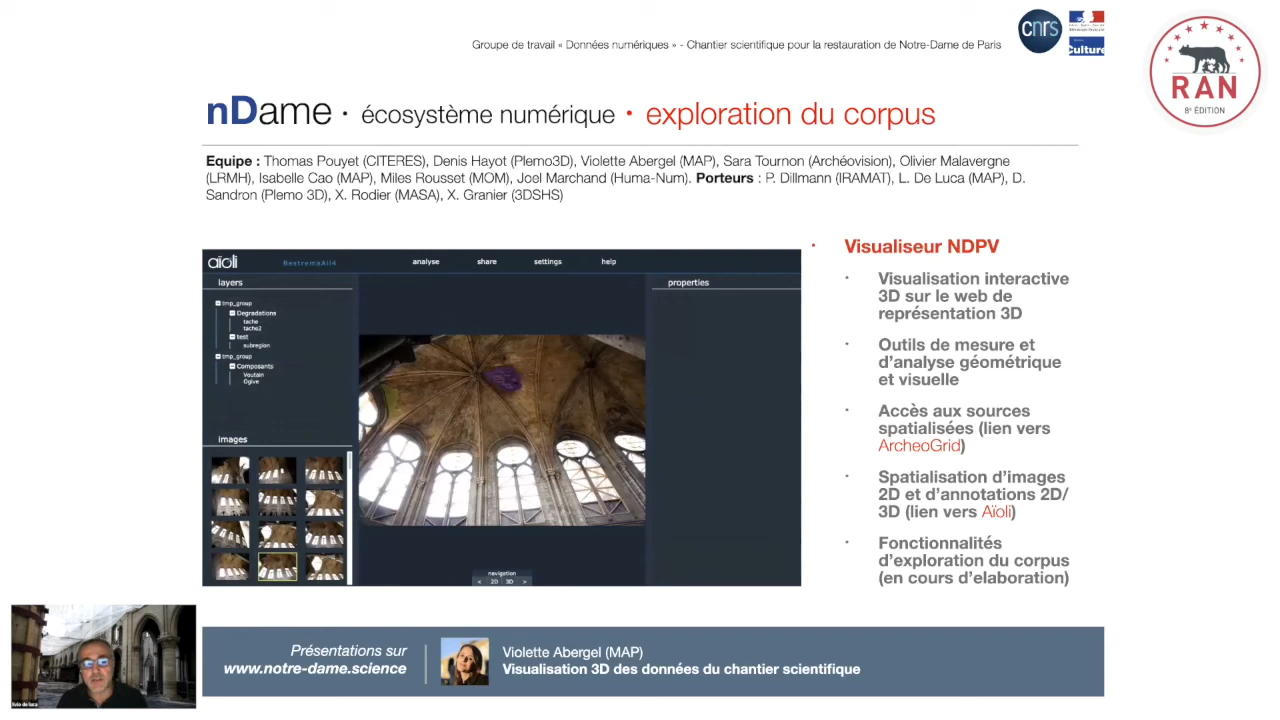 Groupe de travail « Données numériques » - Chantier scientifique pour la restauration de Notre-Dame de Paris
cnrs
Culture
RAN
8e ÉDITION
nDame · écosystème numérique · exploration du corpus
Equipe : Thomas Pouyet (CITERES), Denis Hayot (Plemo3D), Violette Abergel (MAP), Sara Tournon (Archéovision), Olivier Malavergne
(LRMH), Isabelle Cao (MAP), Miles Rousset (MOM), Joel Marchand (Huma-Num). Porteurs : P. Dillmann (IRAMAT), L. De Luca (MAP), D.
Sandron (Plemo 3D), X. Rodier (MASA), X. Granier (3DSHS)
aïoli
analyse
share
settings
help
layers
tmp_group
Degradations
tache
tache2
test
subregion
tmp_group
Composants
Voutain
Ogive
images
properties
navigation
< 2D 3D >
· Visualiseur NDPV
· Visualisation interactive
3D sur le web de
représentation 3D
· Outils de mesure et
d'analyse géométrique
et visuelle
· Accès aux sources
spatialisées (lien vers
ArcheoGrid)
· Spatialisation d'images
2D et d'annotations 2D/
3D (lien vers Aïoli)
· Fonctionnalités
d'exploration du corpus
(en cours d'elaboration)
Présentations sur
www.notre-dame.science
Violette Abergel (MAP)
Visualisation 3D des données du chantier scientifique
livio de luca